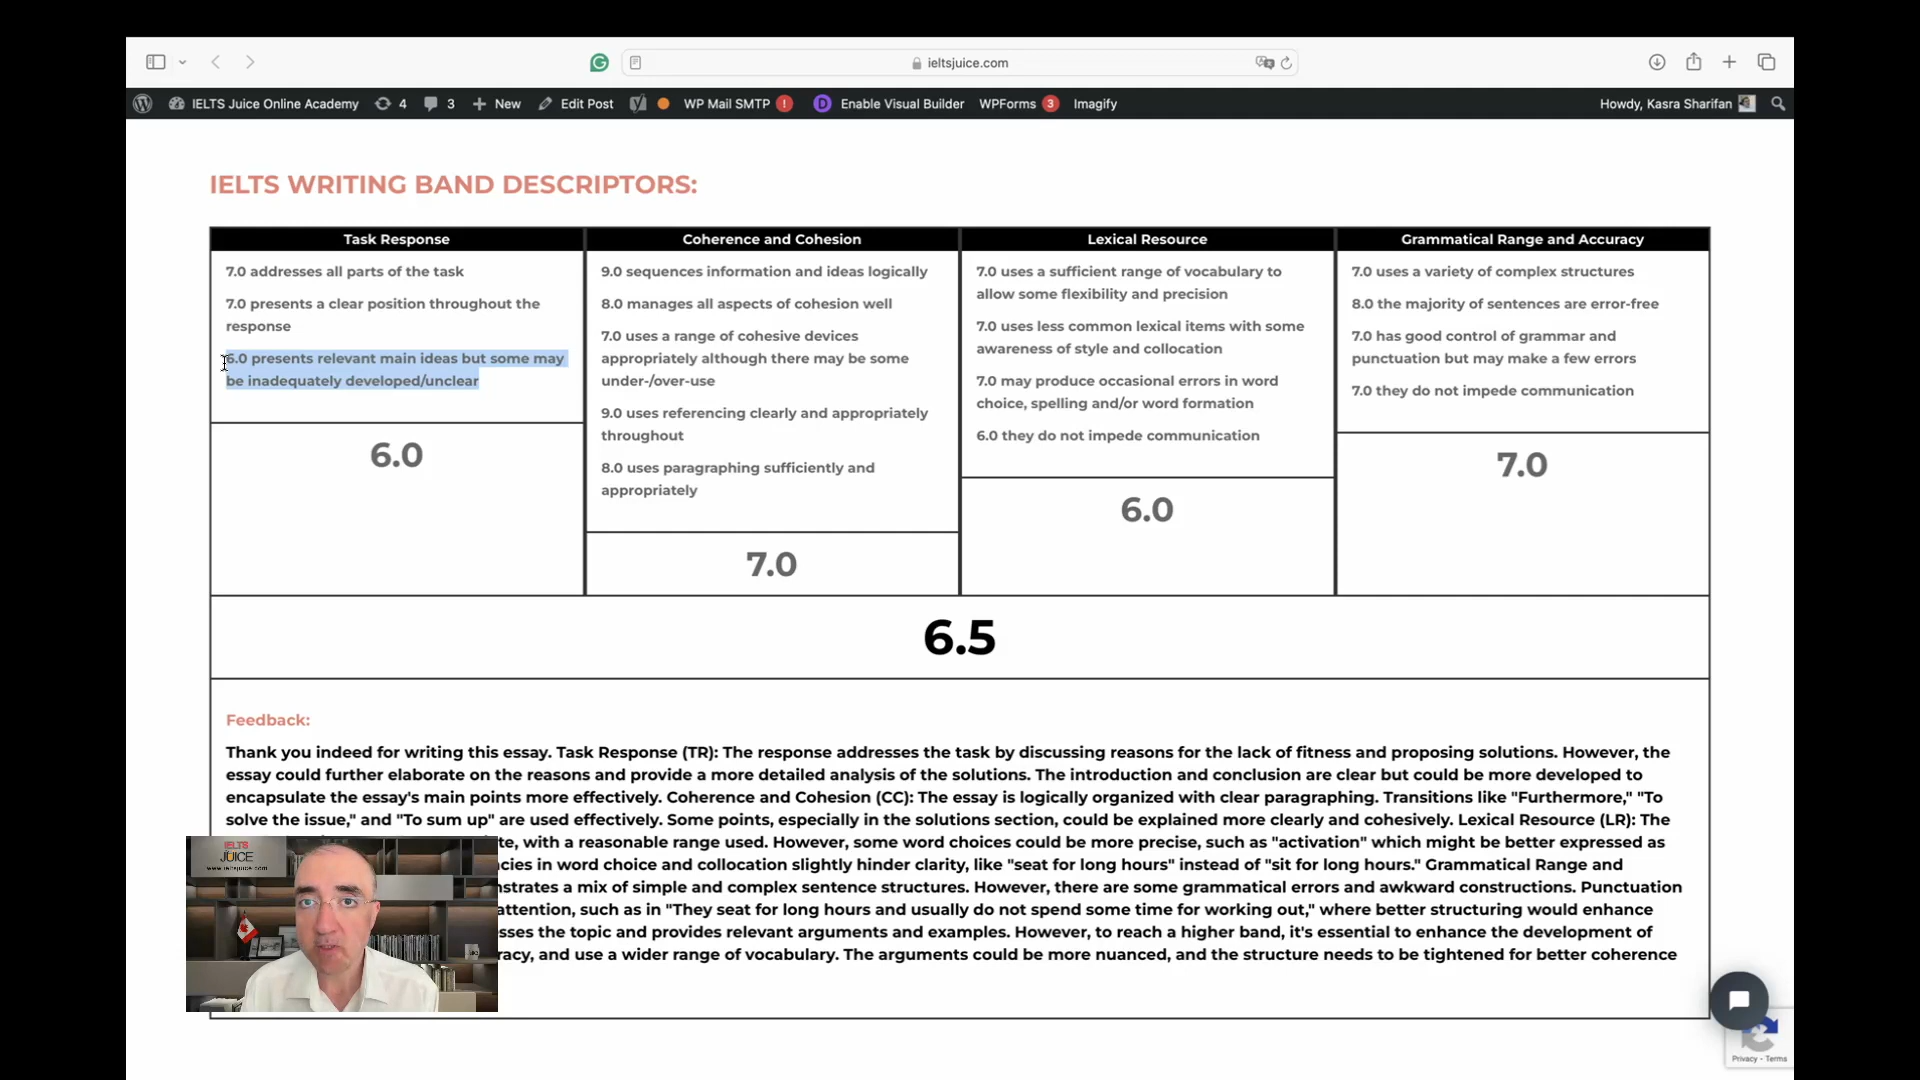 ieltsjuice.com
IELTS Juice Online Academy 4 3 New Edit Post WP Mail SMTP ! D Enable Visual Builder WPForms 3 Imagify Howdy, Kasra Sharifan
IELTS WRITING BAND DESCRIPTORS:
Task Response
7.0 addresses all parts of the task
7.0 presents a clear position throughout the
response
6.0 presents relevant main ideas but some may
be inadequately developed/unclear
6.0
Coherence and Cohesion
9.0 sequences information and ideas logically
8.0 manages all aspects of cohesion well
7.0 uses a range of cohesive devices
appropriately although there may be some
under-/over-use
9.0 uses referencing clearly and appropriately
throughout
8.0 uses paragraphing sufficiently and
appropriately
7.0
Lexical Resource
7.0 uses a sufficient range of vocabulary to
allow some flexibility and precision
7.0 uses less common lexical items with some
awareness of style and collocation
7.0 may produce occasional errors in word
choice, spelling and/or word formation
6.0 they do not impede communication
6.0
Grammatical Range and Accuracy
7.0 uses a variety of complex structures
8.0 the majority of sentences are error-free
7.0 has good control of grammar and
punctuation but may make a few errors
7.0 they do not impede communication
7.0
6.5
Feedback:
Thank you indeed for writing this essay. Task Response (TR): The response addresses the task by discussing reasons for the lack of fitness and proposing solutions. However, the
essay could further elaborate on the reasons and provide a more detailed analysis of the solutions. The introduction and conclusion are clear but could be more developed to
encapsulate the essay's main points more effectively. Coherence and Cohesion (CC): The essay is logically organized with clear paragraphing. Transitions like "Furthermore," "To
solve the issue," and "To sum up" are used effectively. Some points, especially in the solutions section, could be explained more clearly and cohesively. Lexical Resource (LR): The
te, with a reasonable range used. However, some word choices could be more precise, such as "activation" which might be better expressed as
cies in word choice and collocation slightly hinder clarity, like "seat for long hours" instead of "sit for long hours." Grammatical Range and
nstrates a mix of simple and complex sentence structures. However, there are some grammatical errors and awkward constructions. Punctuation
attention, such as in "They seat for long hours and usually do not spend some time for working out," where better structuring would enhance
sses the topic and provides relevant arguments and examples. However, to reach a higher band, it's essential to enhance the development of
racy, and use a wider range of vocabulary. The arguments could be more nuanced, and the structure needs to be tightened for better coherence
IELTS
JUICE
www.ieltsjuice.com
Privacy - Terms